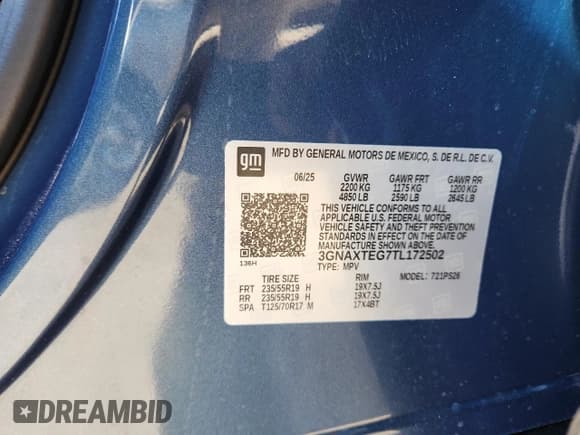 gm
MFD BY GENERAL MOTORS DE MEXICO, S. DE R.L. DE C.V.
06/25 GVWR GAWR FRT GAWR RR
2200 KG 1175 KG 1200 KG
4850 LB 2590 LB 2645 LB
THIS VEHICLE CONFORMS TO ALL
APPLICABLE U.S. FEDERAL MOTOR
VEHICLE SAFETY AND THEFT PREVENTION
STANDARDS IN EFFECT ON THE DATE OF
MANUFACTURE SHOWN ABOVE.
3GNAXTEG7TL172502
TYPE: MPV MODEL: 721PS26
136H
TIRE SIZE RIM
FRT 235/55R19 H 19X7.5J
RR 235/55R19 H 19X7.5J
SPA T125/70R17 M 17X4BT
DREAMBID